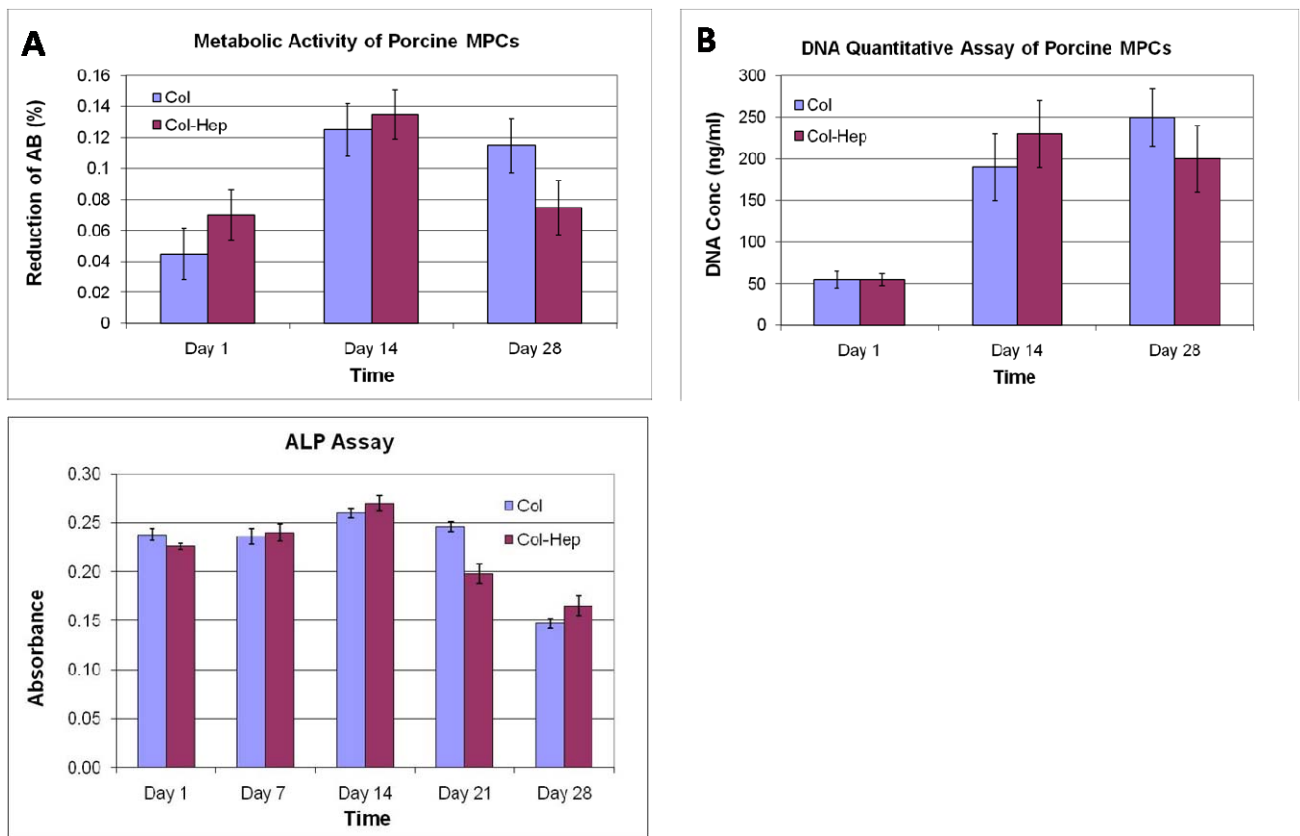 A
Metabolic Activity of Porcine MPCs
0.16
0.14
0.12
0.1
0.08
0.06
0.04
0.02
0
Reduction of AB (%)
Col
Col-Hep
Day 1 Day 14 Day 28
Time
B
DNA Quantitative Assay of Porcine MPCs
300
250
200
150
100
50
0
DNA Conc (ng/ml)
Col
Col-Hep
Day 1 Day 14 Day 28
Time
ALP Assay
0.30
0.25
0.20
0.15
0.10
0.05
0.00
Absorbance
Col
Col-Hep
Day 1 Day 7 Day 14 Day 21 Day 28
Time